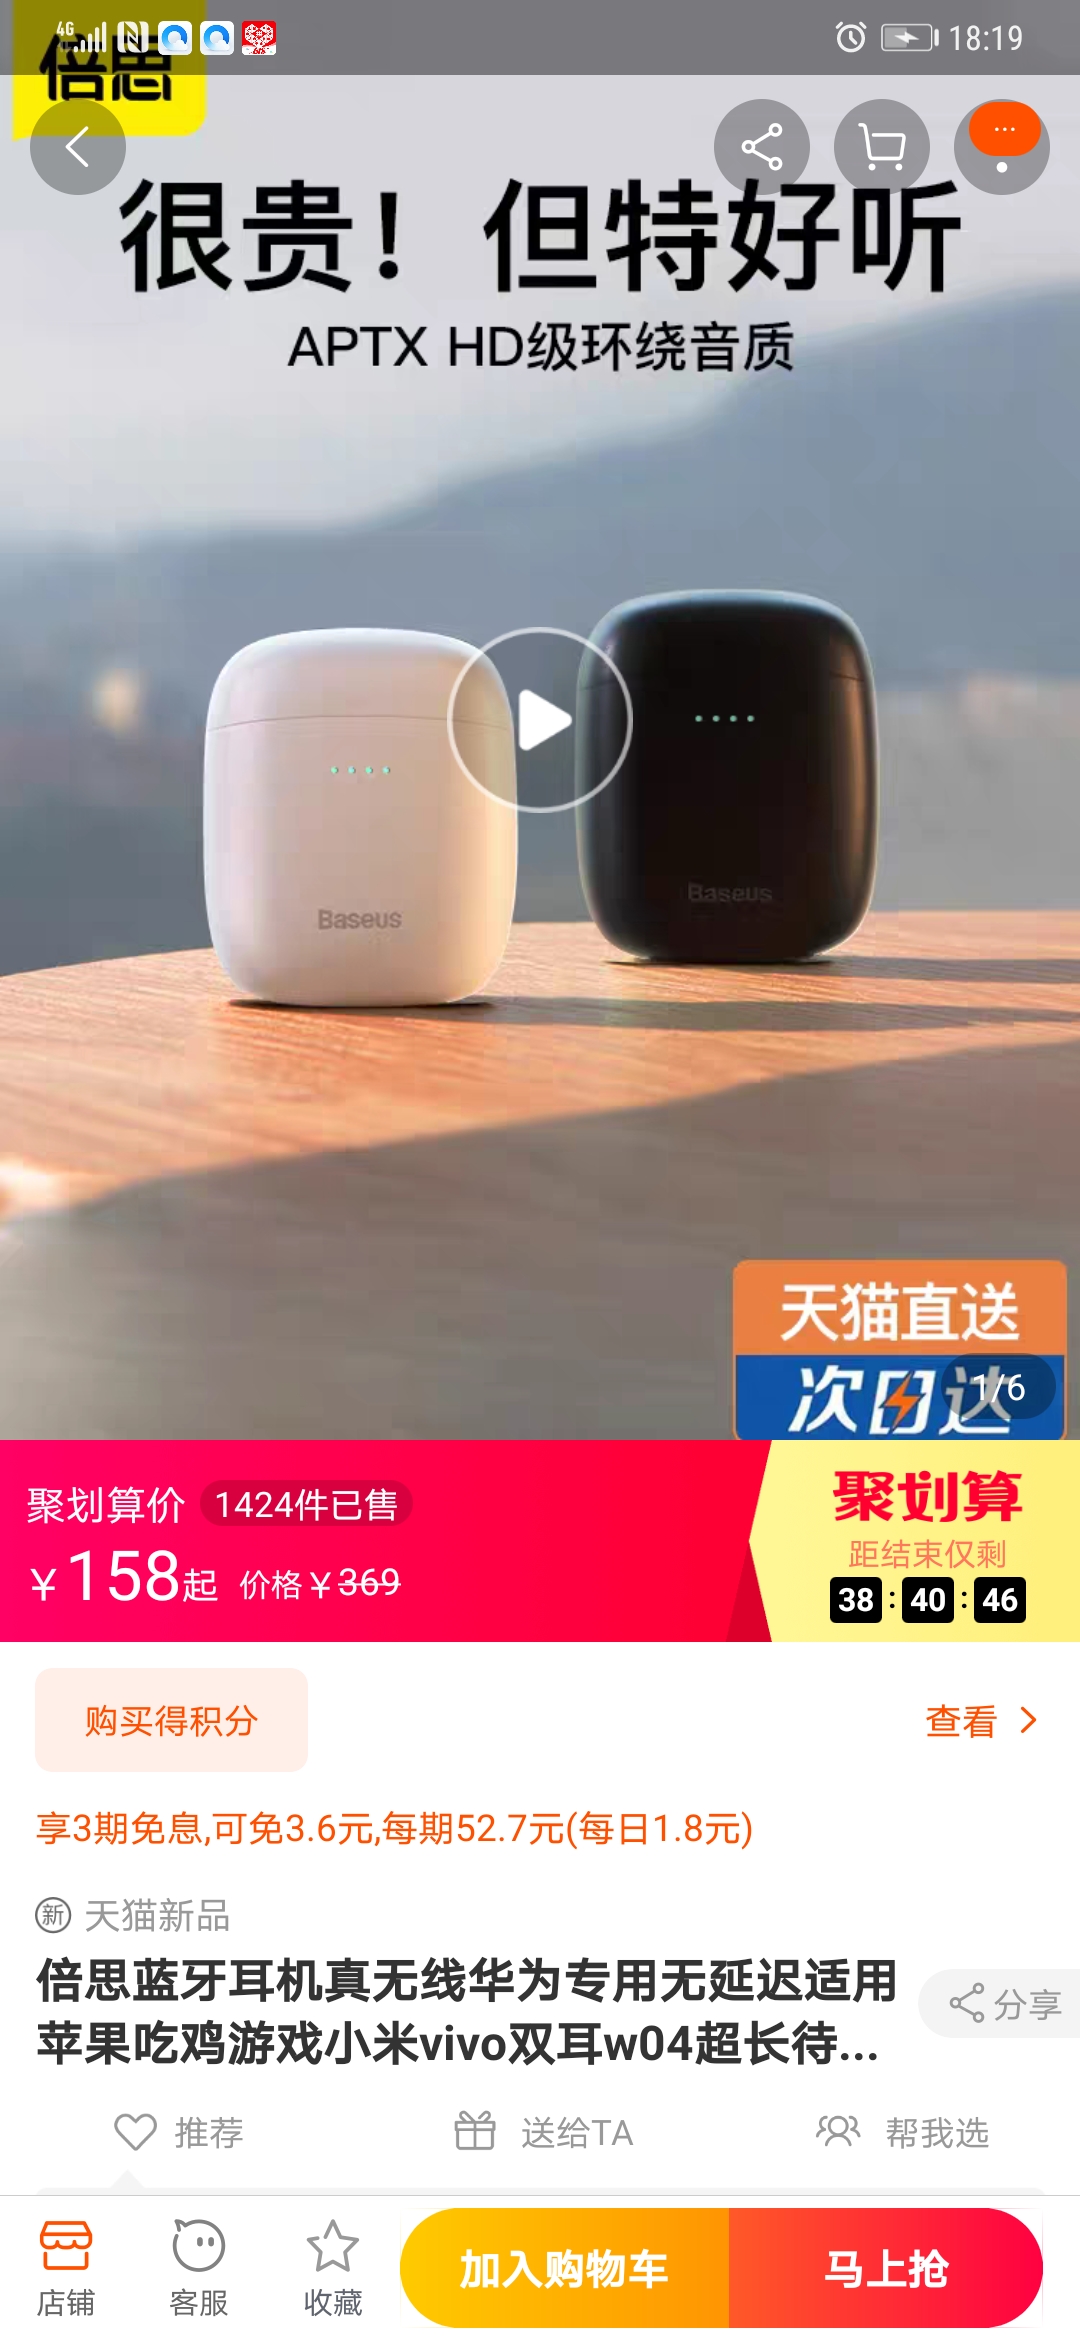 4G
18:19
倍思
很贵！但特好听
APTX HD级环绕音质
Baseus
Baseus
天猫直送
次日达
1/6
聚划算价 1424件已售
¥158起 价格¥369
聚划算
距结束仅剩
38:40:46
购买得积分
查看
享3期免息,可免3.6元,每期52.7元(每日1.8元)
新 天猫新品
倍思蓝牙耳机真无线华为专用无延迟适用
苹果吃鸡游戏小米vivo双耳w04超长待...
分享
推荐 送给TA 帮我选
店铺 客服 收藏 加入购物车 马上抢